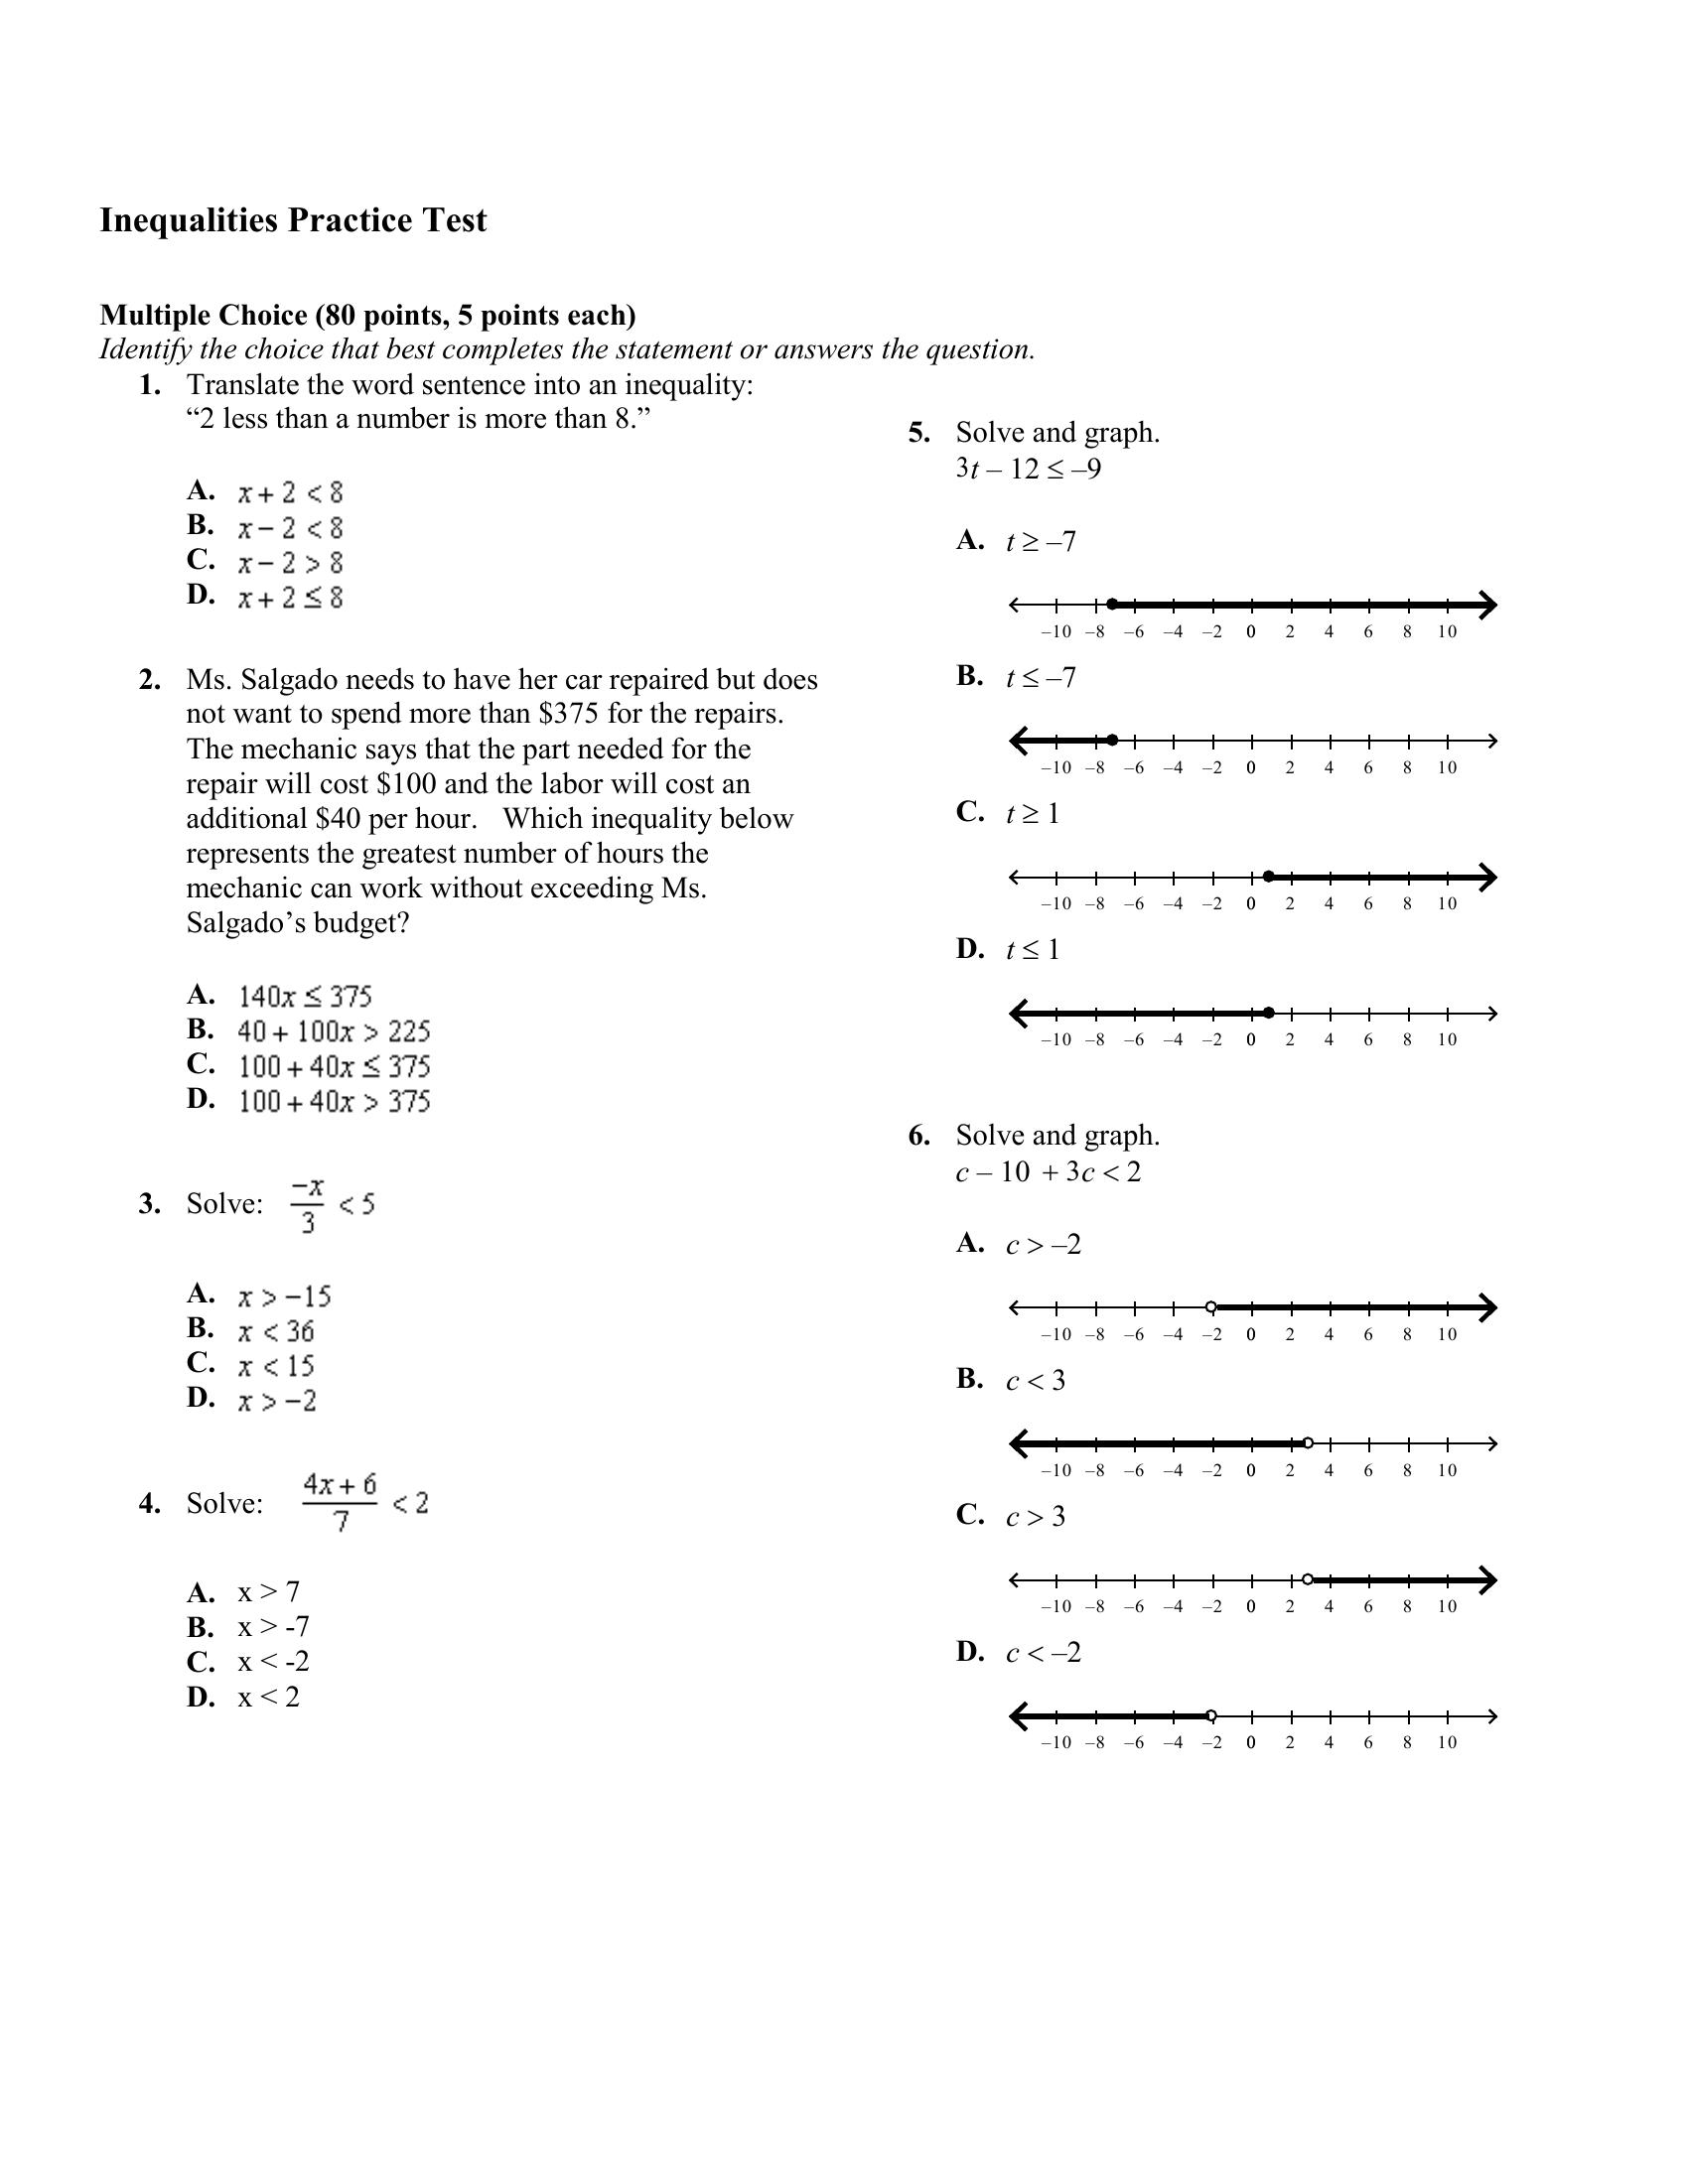 Inequalities Practice Test
Multiple Choice (80 points, 5 points each)
Identify the choice that best completes the statement or answers the question.
1. Translate the word sentence into an inequality:
“2 less than a number is more than 8.”
A. x + 2 < 8
B. x – 2 < 8
C. x – 2 > 8
D. x + 2 ≤ 8
2. Ms. Salgado needs to have her car repaired but does
not want to spend more than $375 for the repairs.
The mechanic says that the part needed for the
repair will cost $100 and the labor will cost an
additional $40 per hour. Which inequality below
represents the greatest number of hours the
mechanic can work without exceeding Ms.
Salgado’s budget?
A. 140x ≤ 375
B. 40 + 100x > 225
C. 100 + 40x ≤ 375
D. 100 + 40x > 375
3. Solve: –x/3 < 5
A. x > –15
B. x < 36
C. x < 15
D. x > –2
4. Solve: (4x + 6)/7 < 2
A. x > 7
B. x > -7
C. x < -2
D. x < 2
5. Solve and graph.
3t – 12 ≤ –9
A. t ≥ –7
–10 –8 –6 –4 –2 0 2 4 6 8 10
B. t ≤ –7
–10 –8 –6 –4 –2 0 2 4 6 8 10
C. t ≥ 1
–10 –8 –6 –4 –2 0 2 4 6 8 10
D. t ≤ 1
–10 –8 –6 –4 –2 0 2 4 6 8 10
6. Solve and graph.
c – 10 + 3c < 2
A. c > –2
–10 –8 –6 –4 –2 0 2 4 6 8 10
B. c < 3
–10 –8 –6 –4 –2 0 2 4 6 8 10
C. c > 3
–10 –8 –6 –4 –2 0 2 4 6 8 10
D. c < –2
–10 –8 –6 –4 –2 0 2 4 6 8 10